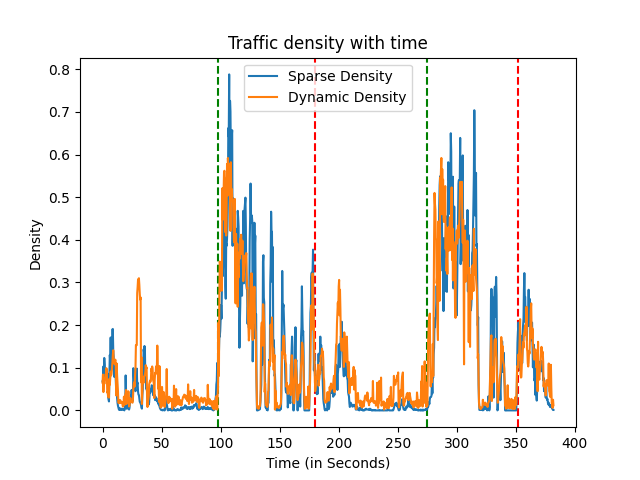 Traffic density with time
Sparse Density
Dynamic Density
0.8
0.7
0.6
0.5
0.4
0.3
0.2
0.1
0.0
Density
0 50 100 150 200 250 300 350 400
Time (in Seconds)